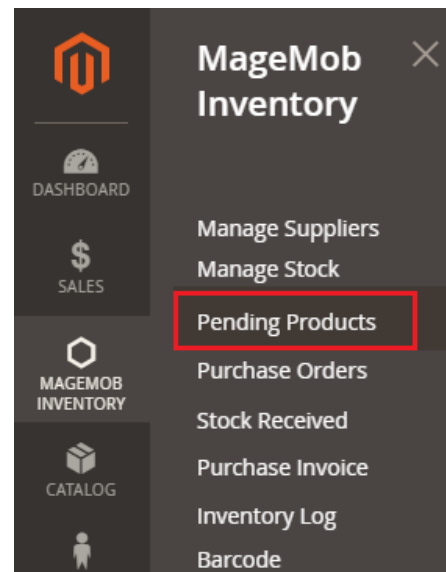 MageMob
Inventory
DASHBOARD
SALES
MAGEMOB
INVENTORY
CATALOG
Manage Suppliers
Manage Stock
Pending Products
Purchase Orders
Stock Received
Purchase Invoice
Inventory Log
Barcode